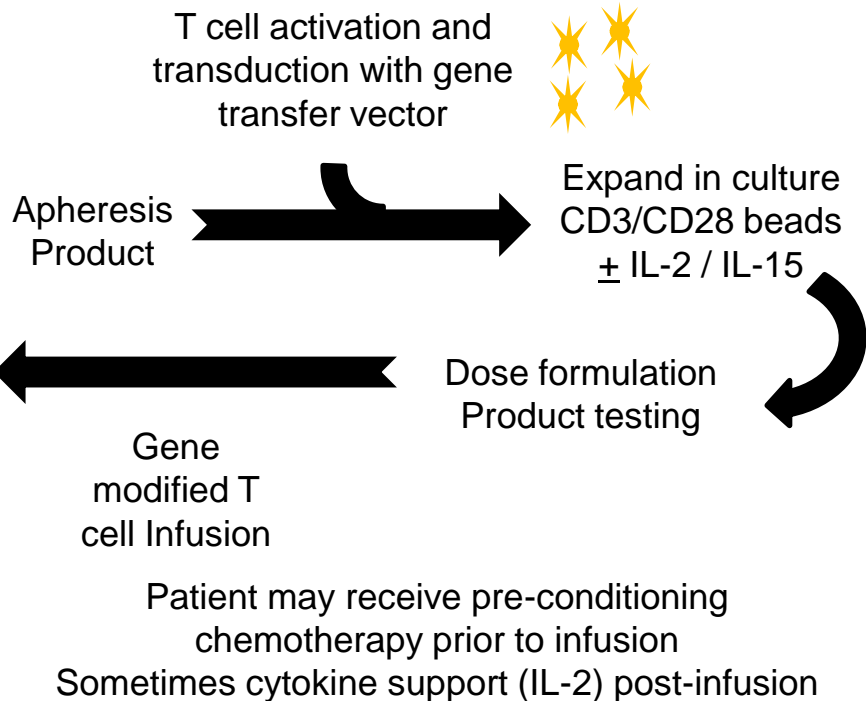 T cell activation and
transduction with gene
transfer vector
Apheresis
Product
Expand in culture
CD3/CD28 beads
± IL-2 / IL-15
Dose formulation
Product testing
Gene
modified T
cell Infusion
Patient may receive pre-conditioning
chemotherapy prior to infusion
Sometimes cytokine support (IL-2) post-infusion